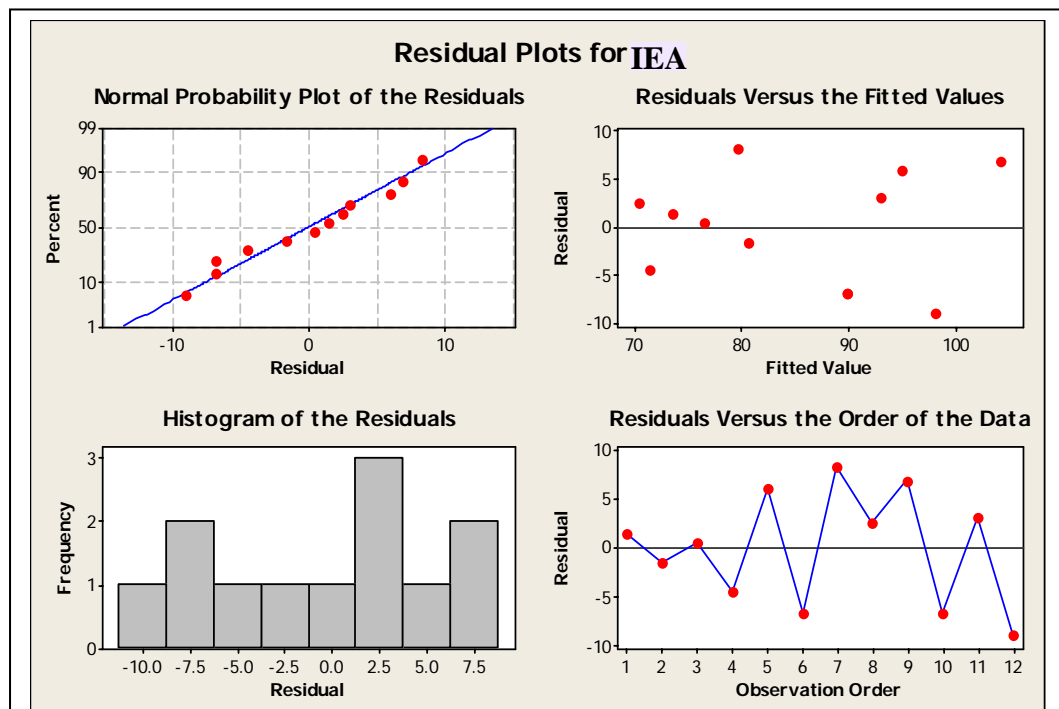 Residual Plots for IEA
Normal Probability Plot of the Residuals
99
90
50
10
1
Percent
-10 0 10
Residual
Residuals Versus the Fitted Values
10
5
0
-5
-10
Residual
70 80 90 100
Fitted Value
Histogram of the Residuals
3
2
1
0
Frequency
-10.0 -7.5 -5.0 -2.5 0.0 2.5 5.0 7.5
Residual
Residuals Versus the Order of the Data
10
5
0
-5
-10
Residual
1 2 3 4 5 6 7 8 9 10 11 12
Observation Order